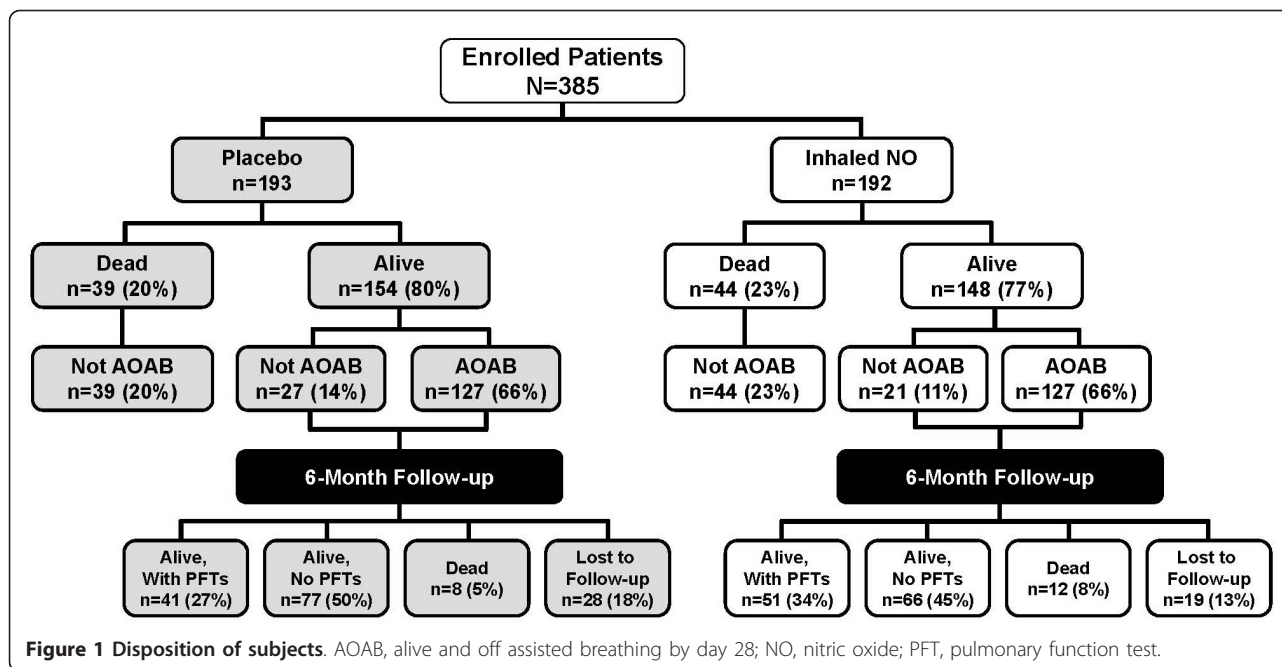 Enrolled Patients
N=385
Placebo
n=193
Inhaled NO
n=192
Dead
n=39 (20%)
Alive
n=154 (80%)
Dead
n=44 (23%)
Alive
n=148 (77%)
Not AOAB
n=39 (20%)
Not AOAB
n=27 (14%)
AOAB
n=127 (66%)
Not AOAB
n=44 (23%)
Not AOAB
n=21 (11%)
AOAB
n=127 (66%)
6-Month Follow-up
6-Month Follow-up
Alive,
With PFTs
n=41 (27%)
Alive,
No PFTs
n=77 (50%)
Dead
n=8 (5%)
Lost to
Follow-up
n=28 (18%)
Alive,
With PFTs
n=51 (34%)
Alive,
No PFTs
n=66 (45%)
Dead
n=12 (8%)
Lost to
Follow-up
n=19 (13%)
Figure 1 Disposition of subjects. AOAB, alive and off assisted breathing by day 28; NO, nitric oxide; PFT, pulmonary function test.